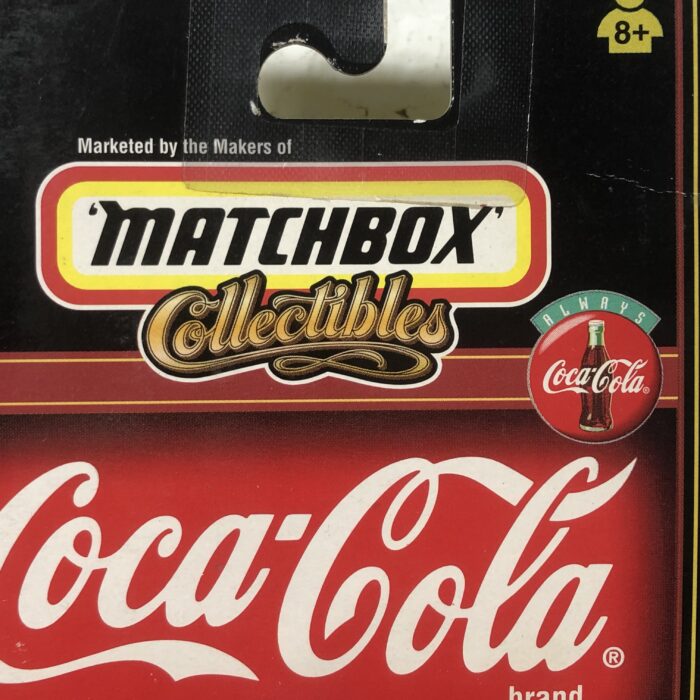 8+
Marketed by the Makers of
'MATCHBOX'
Collectibles
ALWAYS
Coca-Cola®
Coca-Cola®
brand